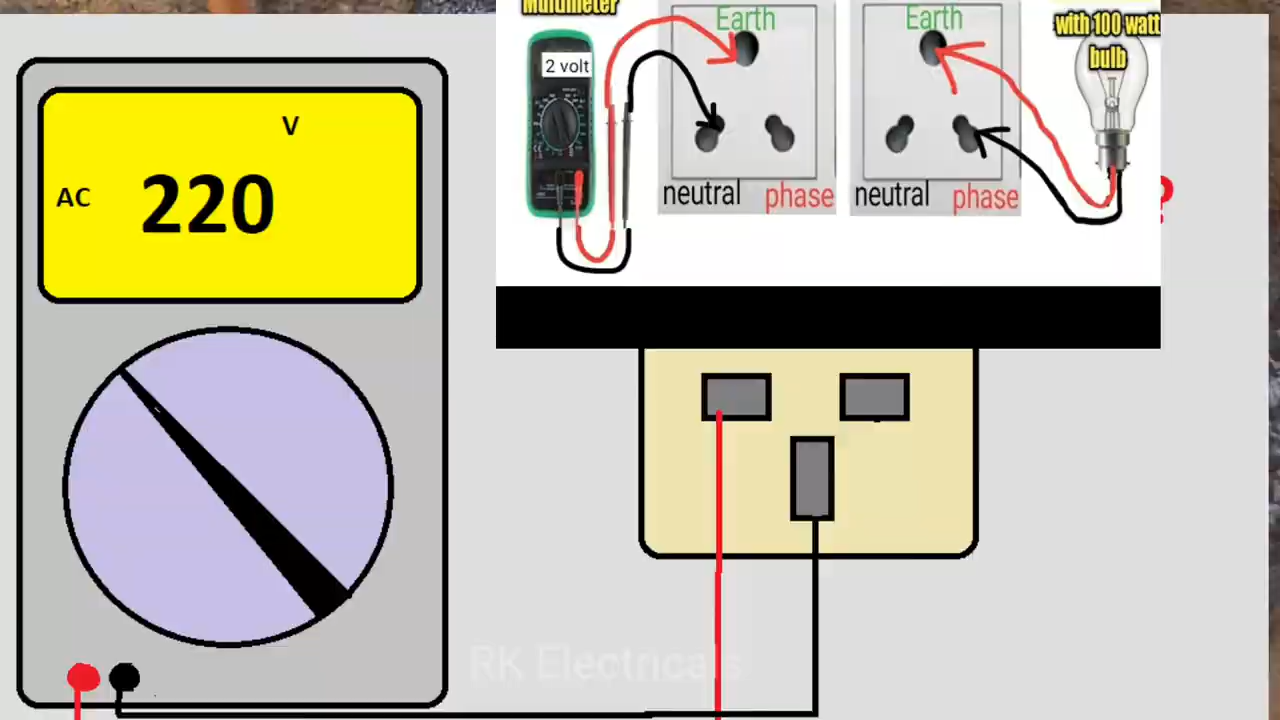 Multimeter
2 volt
Earth
neutral
phase
Earth
neutral
phase
with 100 watt
bulb
?
V
AC
220
RK Electricals